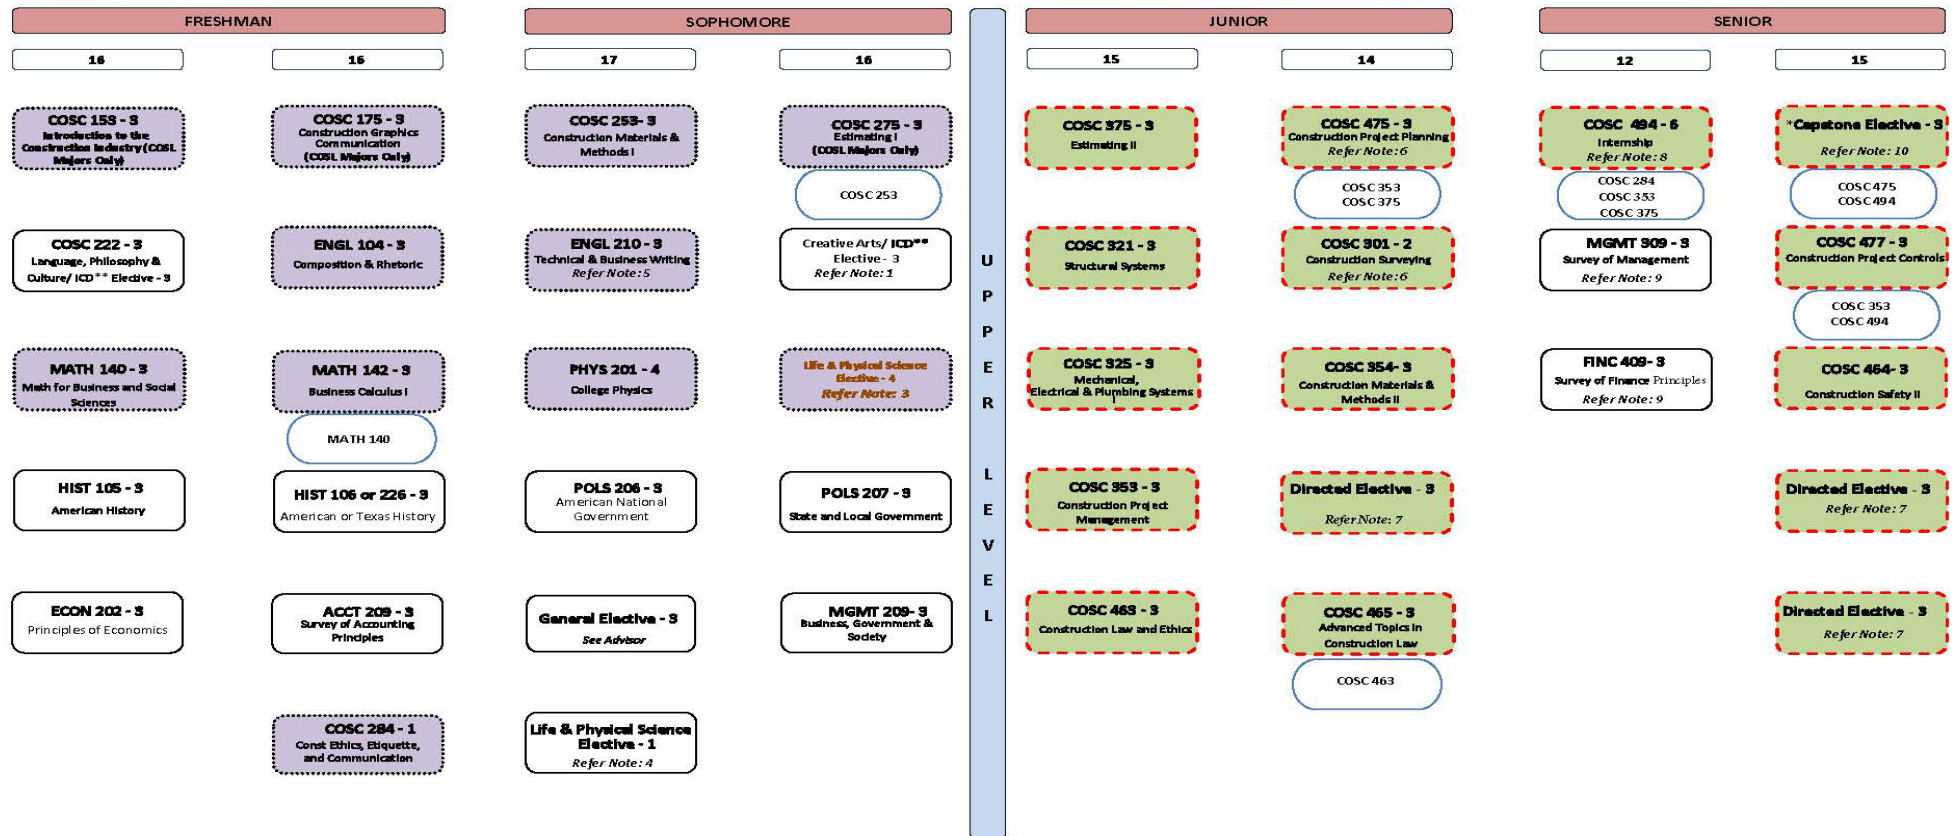 FRESHMAN
SOPHOMORE
JUNIOR
SENIOR
16
16
17
16
15
14
12
15
COSC 153 - 3
Introduction to the
Construction Industry (COSL
Majors Only)
COSC 175 - 3
Construction Graphics
Communication
(COSL Majors Only)
COSC 253- 3
Construction Materials &
Methods I
COSC 275 - 3
Estimating I
(COSL Majors Only)
COSC 253
COSC 375 - 3
Estimating II
COSC 475 - 3
Construction Project Planning
Refer Note: 6
COSC 353
COSC 375
COSC 494 - 6
Internship
Refer Note: 8
COSC 284
COSC 353
COSC 375
*Capstone Elective - 3
Refer Note: 10
COSC 475
COSC 494
COSC 222 - 3
Language, Philosophy &
Culture/ ICD** Elective - 3
ENGL 104 - 3
Composition & Rhetoric
ENGL 210 - 3
Technical & Business Writing
Refer Note: 5
Creative Arts/ ICD**
Elective - 3
Refer Note: 1
UPPER LEVEL
COSC 321 - 3
Structural Systems
COSC 301 - 2
Construction Surveying
Refer Note: 6
MGMT 309 - 3
Survey of Management
Refer Note: 9
COSC 477 - 3
Construction Project Controls
COSC 353
COSC 494
MATH 140 - 3
Math for Business and Social
Sciences
MATH 142 - 3
Business Calculus I
MATH 140
PHYS 201 - 4
College Physics
Life & Physical Science
Elective - 4
Refer Note: 3
COSC 325 - 3
Mechanical,
Electrical & Plumbing Systems
COSC 354- 3
Construction Materials &
Methods II
FINC 409- 3
Survey of Finance Principles
Refer Note: 9
COSC 464- 3
Construction Safety II
HIST 105 - 3
American History
HIST 106 or 226 - 3
American or Texas History
POLS 206 - 3
American National
Government
POLS 207 - 3
State and Local Government
COSC 353 - 3
Construction Project
Management
Directed Elective - 3
Refer Note: 7
Directed Elective - 3
Refer Note: 7
ECON 202 - 3
Principles of Economics
ACCT 209 - 3
Survey of Accounting
Principles
General Elective - 3
See Advisor
MGMT 209- 3
Business, Government &
Society
COSC 463 - 3
Construction Law and Ethics
COSC 465 - 3
Advanced Topics in
Construction Law
COSC 463
Directed Elective - 3
Refer Note: 7
COSC 284 - 1
Const Ethics, Etiquette,
and Communication
Life & Physical Science
Elective - 1
Refer Note: 4